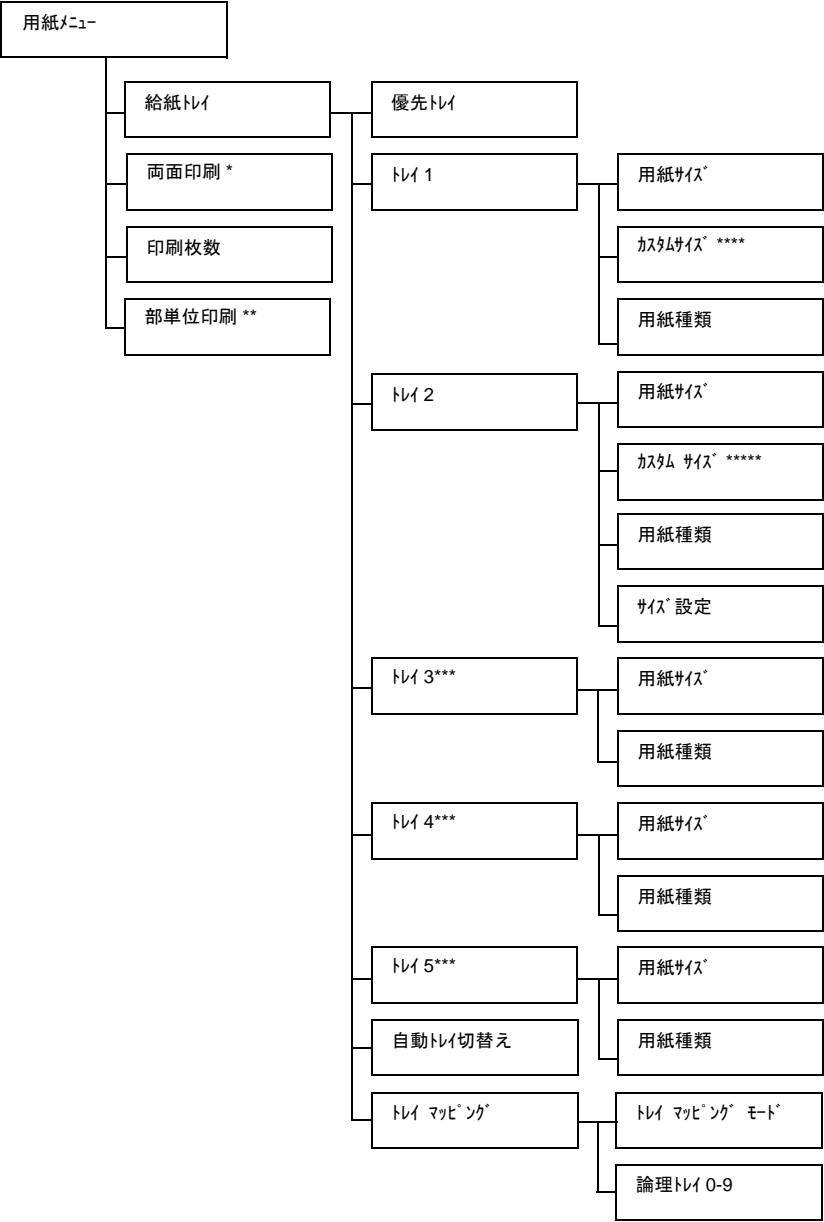 用紙ﾒﾆｭｰ
給紙ﾄﾚｲ
優先ﾄﾚｲ
両面印刷 *
ﾄﾚｲ 1
用紙ｻｲｽﾞ
印刷枚数
ｶｽﾀﾑｻｲｽﾞ ****
部単位印刷 **
用紙種類
ﾄﾚｲ 2
用紙ｻｲｽﾞ
ｶｽﾀﾑ ｻｲｽﾞ *****
用紙種類
ｻｲｽﾞ設定
ﾄﾚｲ 3***
用紙ｻｲｽﾞ
用紙種類
ﾄﾚｲ 4***
用紙ｻｲｽﾞ
用紙種類
ﾄﾚｲ 5***
用紙ｻｲｽﾞ
自動ﾄﾚｲ切替え
用紙種類
ﾄﾚｲ ﾏｯﾋﾟﾝｸﾞ
ﾄﾚｲ ﾏｯﾋﾟﾝｸﾞ ﾓｰﾄﾞ
論理ﾄﾚｲ 0-9